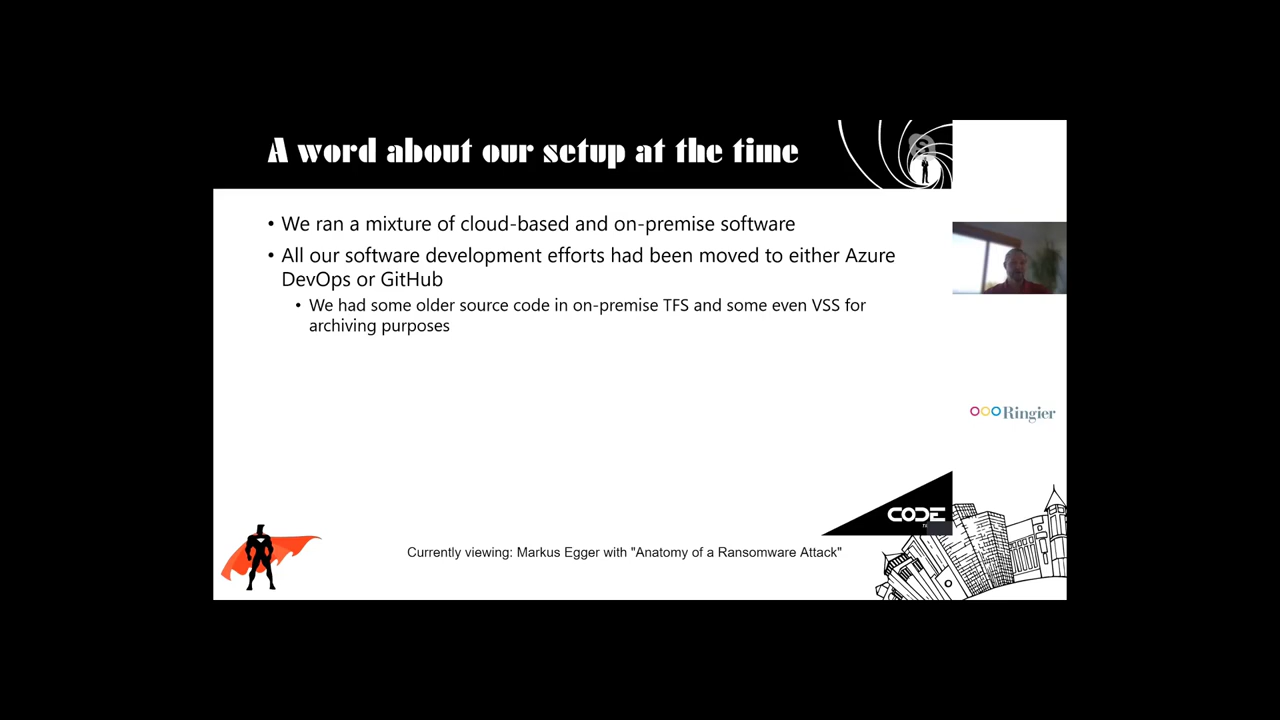 A word about our setup at the time
• We ran a mixture of cloud-based and on-premise software
• All our software development efforts had been moved to either Azure
DevOps or GitHub
• We had some older source code in on-premise TFS and some even VSS for
archiving purposes
Ringier
CODE
Currently viewing: Markus Egger with "Anatomy of a Ransomware Attack"